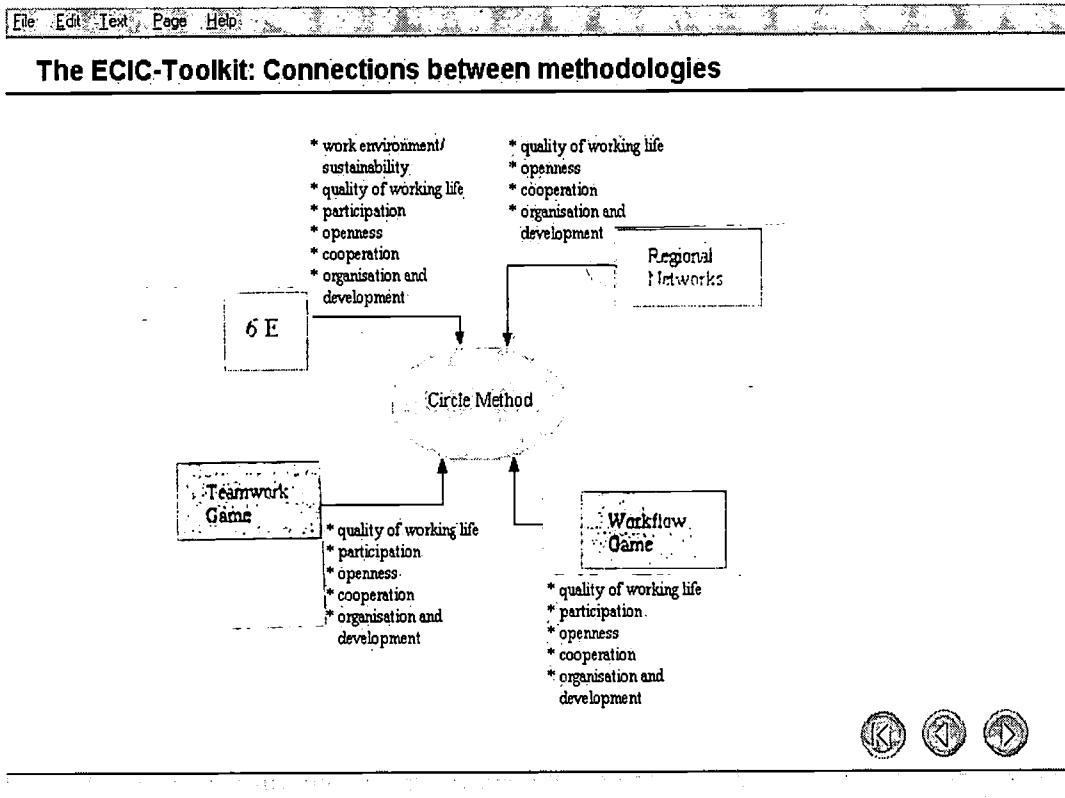 File Edit Text Page Help
The ECIC-Toolkit: Connections between methodologies
* work environment/
sustainability
* quality of working life
* participation
* openness
* cooperation
* organisation and
development
* quality of working life
* openness
* cooperation
* organisation and
development
Regional
Networks
6 E
Circle Method
Teamwork
Game
* quality of working life
* participation
* openness
* cooperation
* organisation and
development
Workflow
Game
* quality of working life
* participation
* openness
* cooperation
* organisation and
development